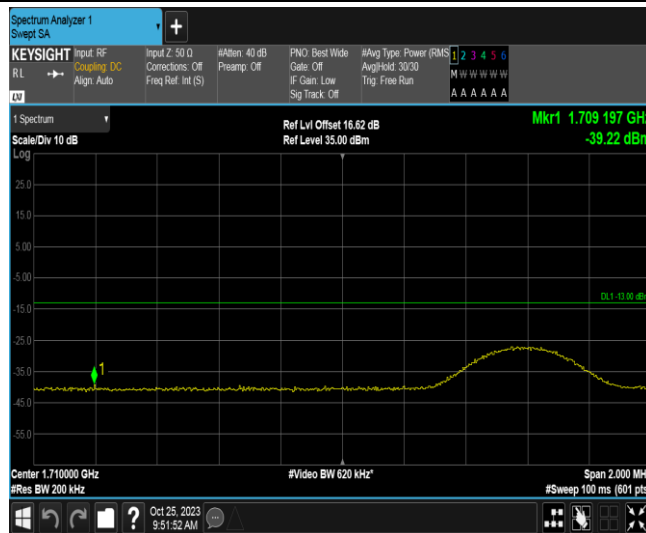 Spectrum Analyzer 1
Swept SA
KEYSIGHT
RL
LXI
Input: RF
Coupling: DC
Align: Auto
Input Z: 50 Ω
Corrections: Off
Freq Ref: Int (S)
#Atten: 40 dB
Preamp: Off
PNO: Best Wide
Gate: Off
IF Gain: Low
Sig Track: Off
#Avg Type: Power (RMS
Avg|Hold: 30/30
Trig: Free Run
1 2 3 4 5 6
M W W W W W
A A A A A A
1 Spectrum
Scale/Div 10 dB
Ref Lvl Offset 16.62 dB
Ref Level 35.00 dBm
Mkr1 1.709 197 GHz
-39.22 dBm
Log
25.0
15.0
5.00
-5.00
DL1 -13.00 dBm
-15.0
-25.0
-35.0
1
-45.0
-55.0
Center 1.710000 GHz
#Video BW 620 kHz*
Span 2.000 MH
#Res BW 200 kHz
#Sweep 100 ms (601 pts
?
Oct 25, 2023
9:51:52 AM